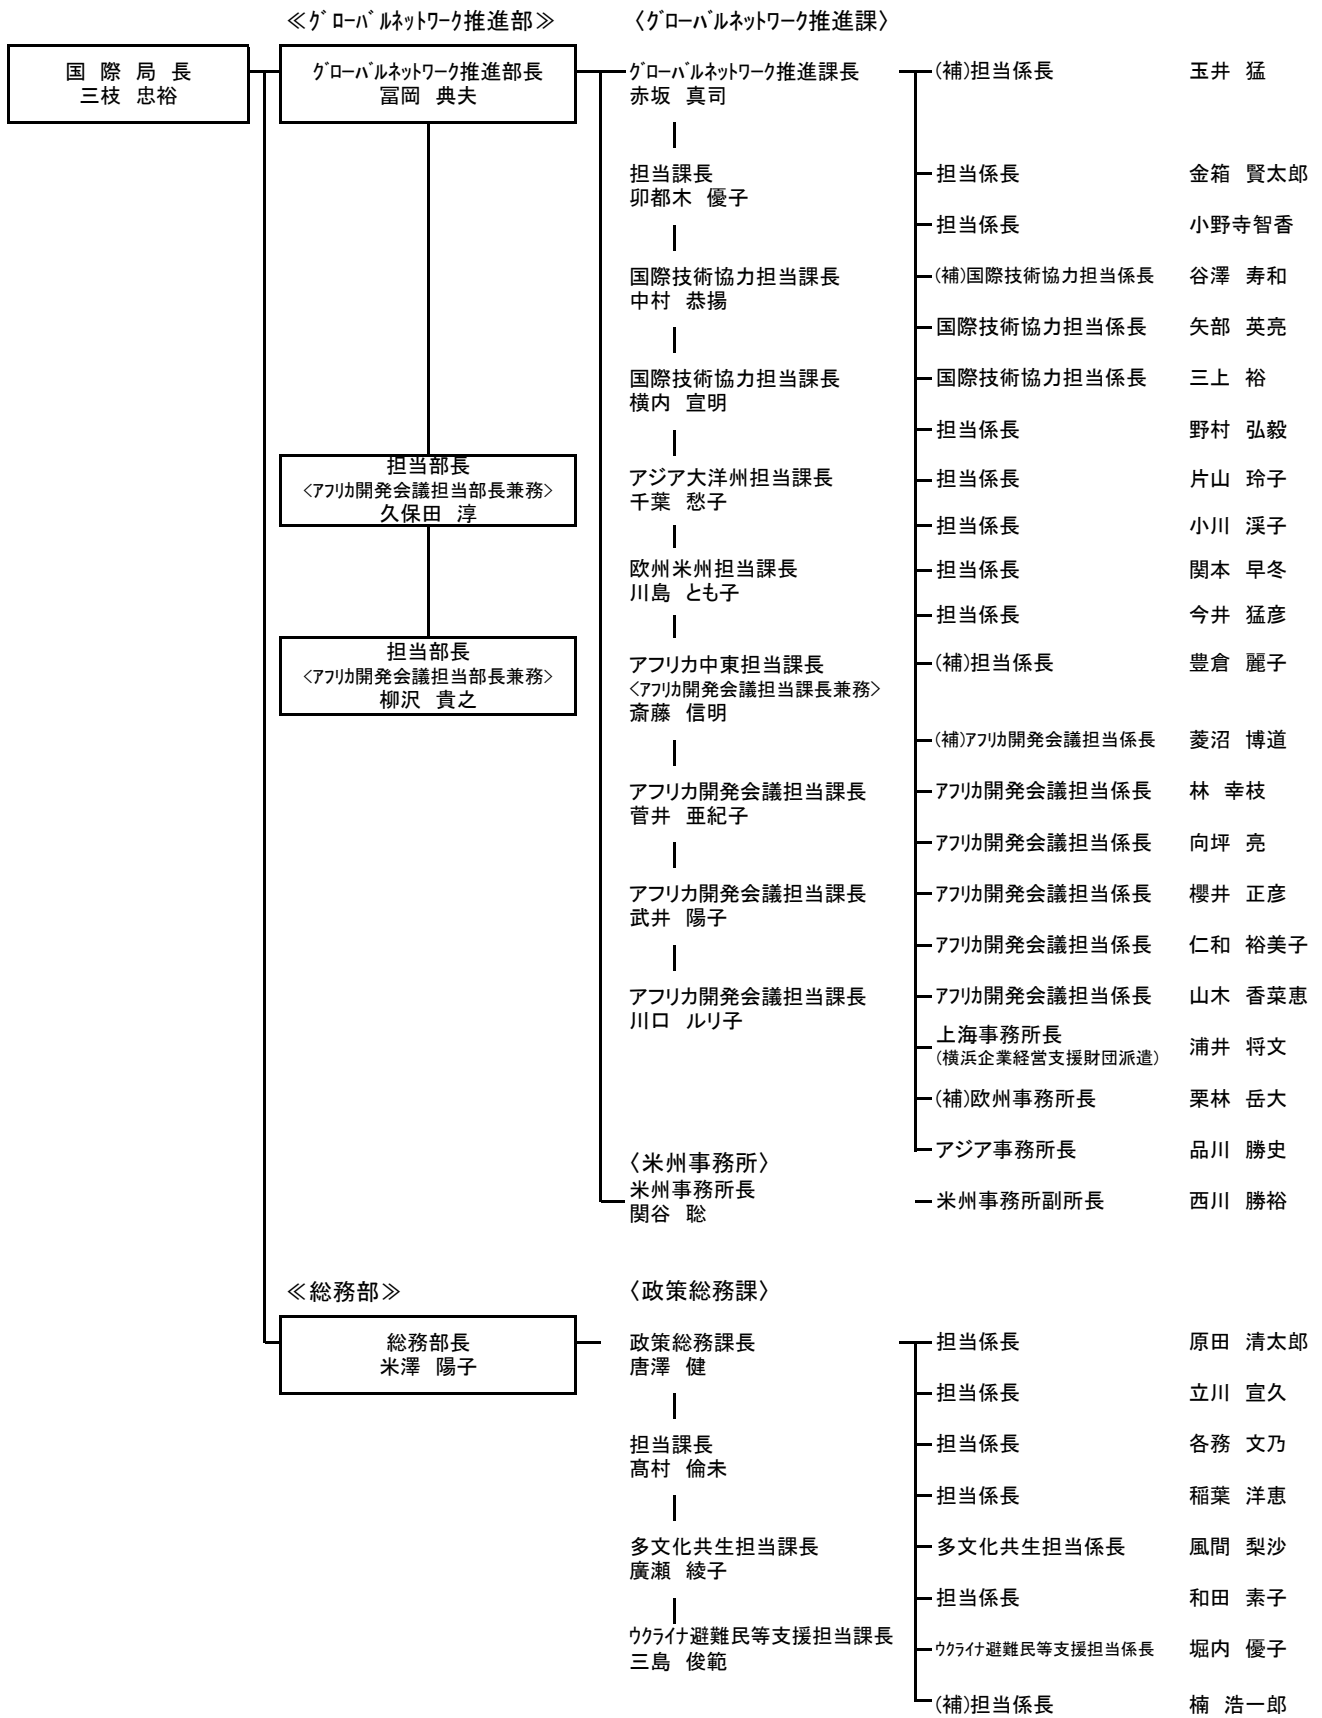 ≪グローバルネットワーク推進部≫
〈グローバルネットワーク推進課〉
国 際 局 長
三枝 忠裕
グローバルネットワーク推進部長
冨岡 典夫
グローバルネットワーク推進課長
赤坂 真司
(補)担当係長 玉井 猛
担当課長
卯都木 優子
担当係長 金箱 賢太郎
担当係長 小野寺智香
国際技術協力担当課長
中村 恭揚
(補)国際技術協力担当係長 谷澤 寿和
国際技術協力担当係長 矢部 英亮
国際技術協力担当課長
横内 宣明
国際技術協力担当係長 三上 裕
担当係長 野村 弘毅
担当部長
<アフリカ開発会議担当部長兼務>
久保田 淳
アジア大洋州担当課長
千葉 愁子
担当係長 片山 玲子
担当係長 小川 渓子
欧州米州担当課長
川島 とも子
担当係長 関本 早冬
担当係長 今井 猛彦
担当部長
<アフリカ開発会議担当部長兼務>
柳沢 貴之
アフリカ中東担当課長
<アフリカ開発会議担当課長兼務>
斎藤 信明
(補)担当係長 豊倉 麗子
(補)アフリカ開発会議担当係長 菱沼 博道
アフリカ開発会議担当課長
菅井 亜紀子
アフリカ開発会議担当係長 林 幸枝
アフリカ開発会議担当係長 向坪 亮
アフリカ開発会議担当課長
武井 陽子
アフリカ開発会議担当係長 櫻井 正彦
アフリカ開発会議担当係長 仁和 裕美子
アフリカ開発会議担当課長
川口 ルリ子
アフリカ開発会議担当係長 山木 香菜恵
上海事務所長
(横浜企業経営支援財団派遣)
浦井 将文
(補)欧州事務所長 栗林 岳大
アジア事務所長 品川 勝史
〈米州事務所〉
米州事務所長
関谷 聡
米州事務所副所長 西川 勝裕
≪総務部≫
〈政策総務課〉
総務部長
米澤 陽子
政策総務課長
唐澤 健
担当係長 原田 清太郎
担当係長 立川 宣久
担当課長
髙村 倫未
担当係長 各務 文乃
担当係長 稲葉 洋恵
多文化共生担当課長
廣瀬 綾子
多文化共生担当係長 風間 梨沙
担当係長 和田 素子
ウクライナ避難民等支援担当課長
三島 俊範
ウクライナ避難民等支援担当係長 堀内 優子
(補)担当係長 楠 浩一郎